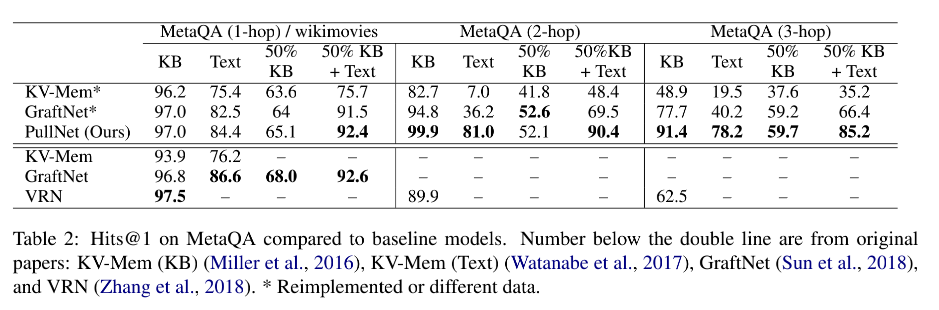 MetaQA (1-hop) / wikimovies MetaQA (2-hop) MetaQA (3-hop)
KB Text 50% KB 50% KB + Text KB Text 50% KB 50%KB + Text KB Text 50% KB 50% KB + Text
KV-Mem* 96.2 75.4 63.6 75.7 82.7 7.0 41.8 48.4 48.9 19.5 37.6 35.2
GraftNet* 97.0 82.5 64 91.5 94.8 36.2 52.6 69.5 77.7 40.2 59.2 66.4
PullNet (Ours) 97.0 84.4 65.1 92.4 99.9 81.0 52.1 90.4 91.4 78.2 59.7 85.2
KV-Mem 93.9 76.2 – – – – – – – – – –
GraftNet 96.8 86.6 68.0 92.6 – – – – – – – –
VRN 97.5 – – – 89.9 – – – 62.5 – – –
Table 2: Hits@1 on MetaQA compared to baseline models. Number below the double line are from original
papers: KV-Mem (KB) (Miller et al., 2016), KV-Mem (Text) (Watanabe et al., 2017), GraftNet (Sun et al., 2018),
and VRN (Zhang et al., 2018). * Reimplemented or different data.